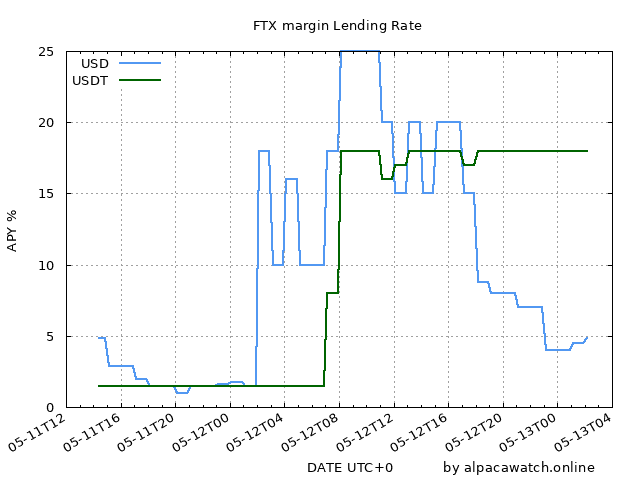 FTX margin Lending Rate
USD
USDT
25
20
15
10
5
0
APY %
05-11T12
05-11T16
05-11T20
05-12T00
05-12T04
05-12T08
05-12T12
05-12T16
05-12T20
05-13T00
05-13T04
DATE UTC+0
by alpacawatch.online